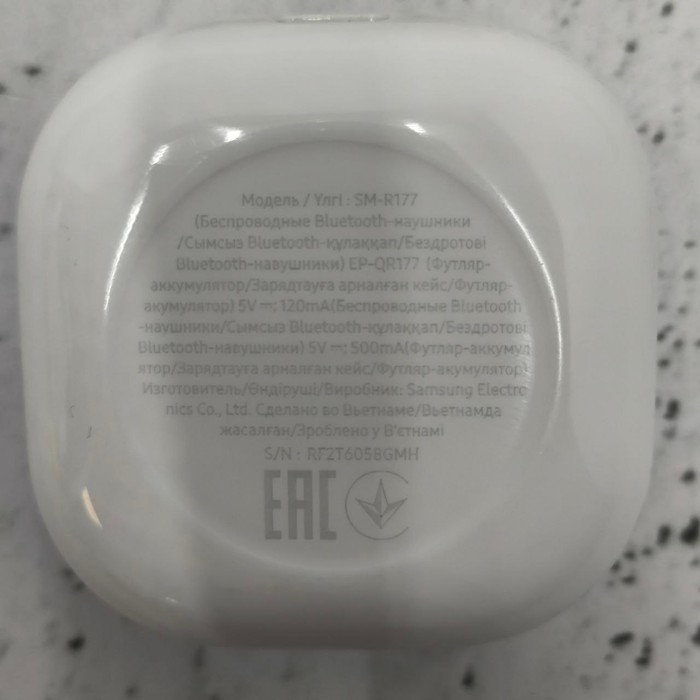 Модель / Үлгі : SM-R177
(Беспроводные Bluetooth-наушники
/Сымсыз Bluetooth-құлаққап/Бездротові
Bluetooth-навушники) EP-QR177 (Футляр-
аккумулятор/Зарядтауға арналған кейс/Футляр-
акумулятор) 5V ⎓; 120mA(Беспроводные Bluetooth
-наушники/Сымсыз Bluetooth-құлаққап/Бездротові
Bluetooth-навушники) 5V ⎓; 500mA(Футляр-аккумул
ятор/Зарядтауға арналған кейс/Футляр-акумулятор)
Изготовитель/Өндіруші/Виробник: Samsung Electro
nics Co., Ltd. Сделано во Вьетнаме/Вьетнамда
жасалған/Зроблено у В'єтнамі
S/N : RF2T6058GMH
EAC